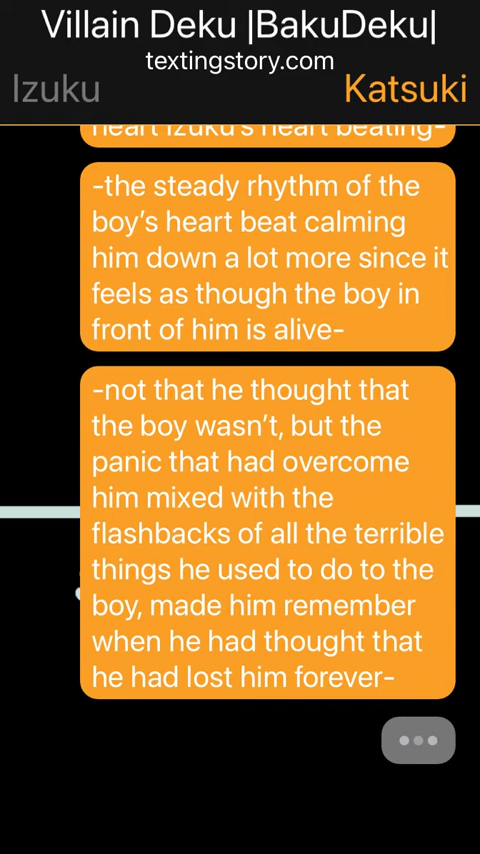 Villain Deku |BakuDeku|
textingstory.com
Izuku Katsuki
heart Izuku's heart beating-
-the steady rhythm of the
boy’s heart beat calming
him down a lot more since it
feels as though the boy in
front of him is alive-
-not that he thought that
the boy wasn’t, but the
panic that had overcome
him mixed with the
flashbacks of all the terrible
things he used to do to the
boy, made him remember
when he had thought that
he had lost him forever-